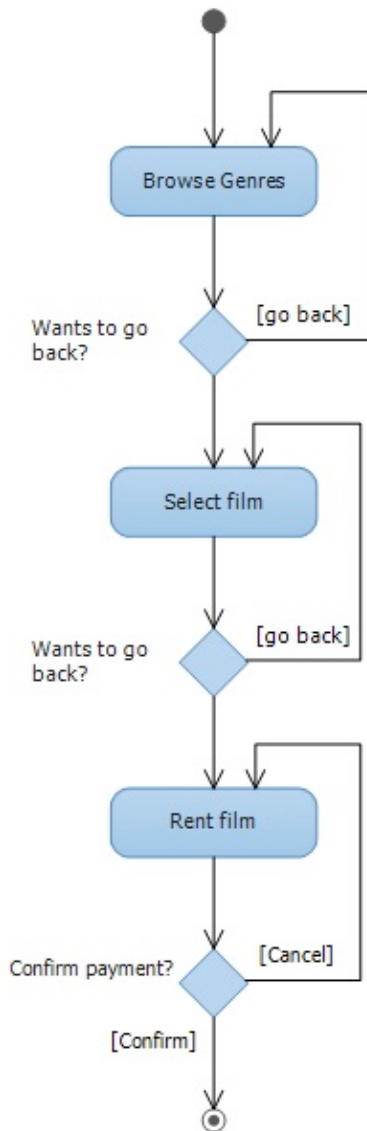 Browse Genres
Wants to go
back?
[go back]
Select film
Wants to go
back?
[go back]
Rent film
Confirm payment?
[Cancel]
[Confirm]